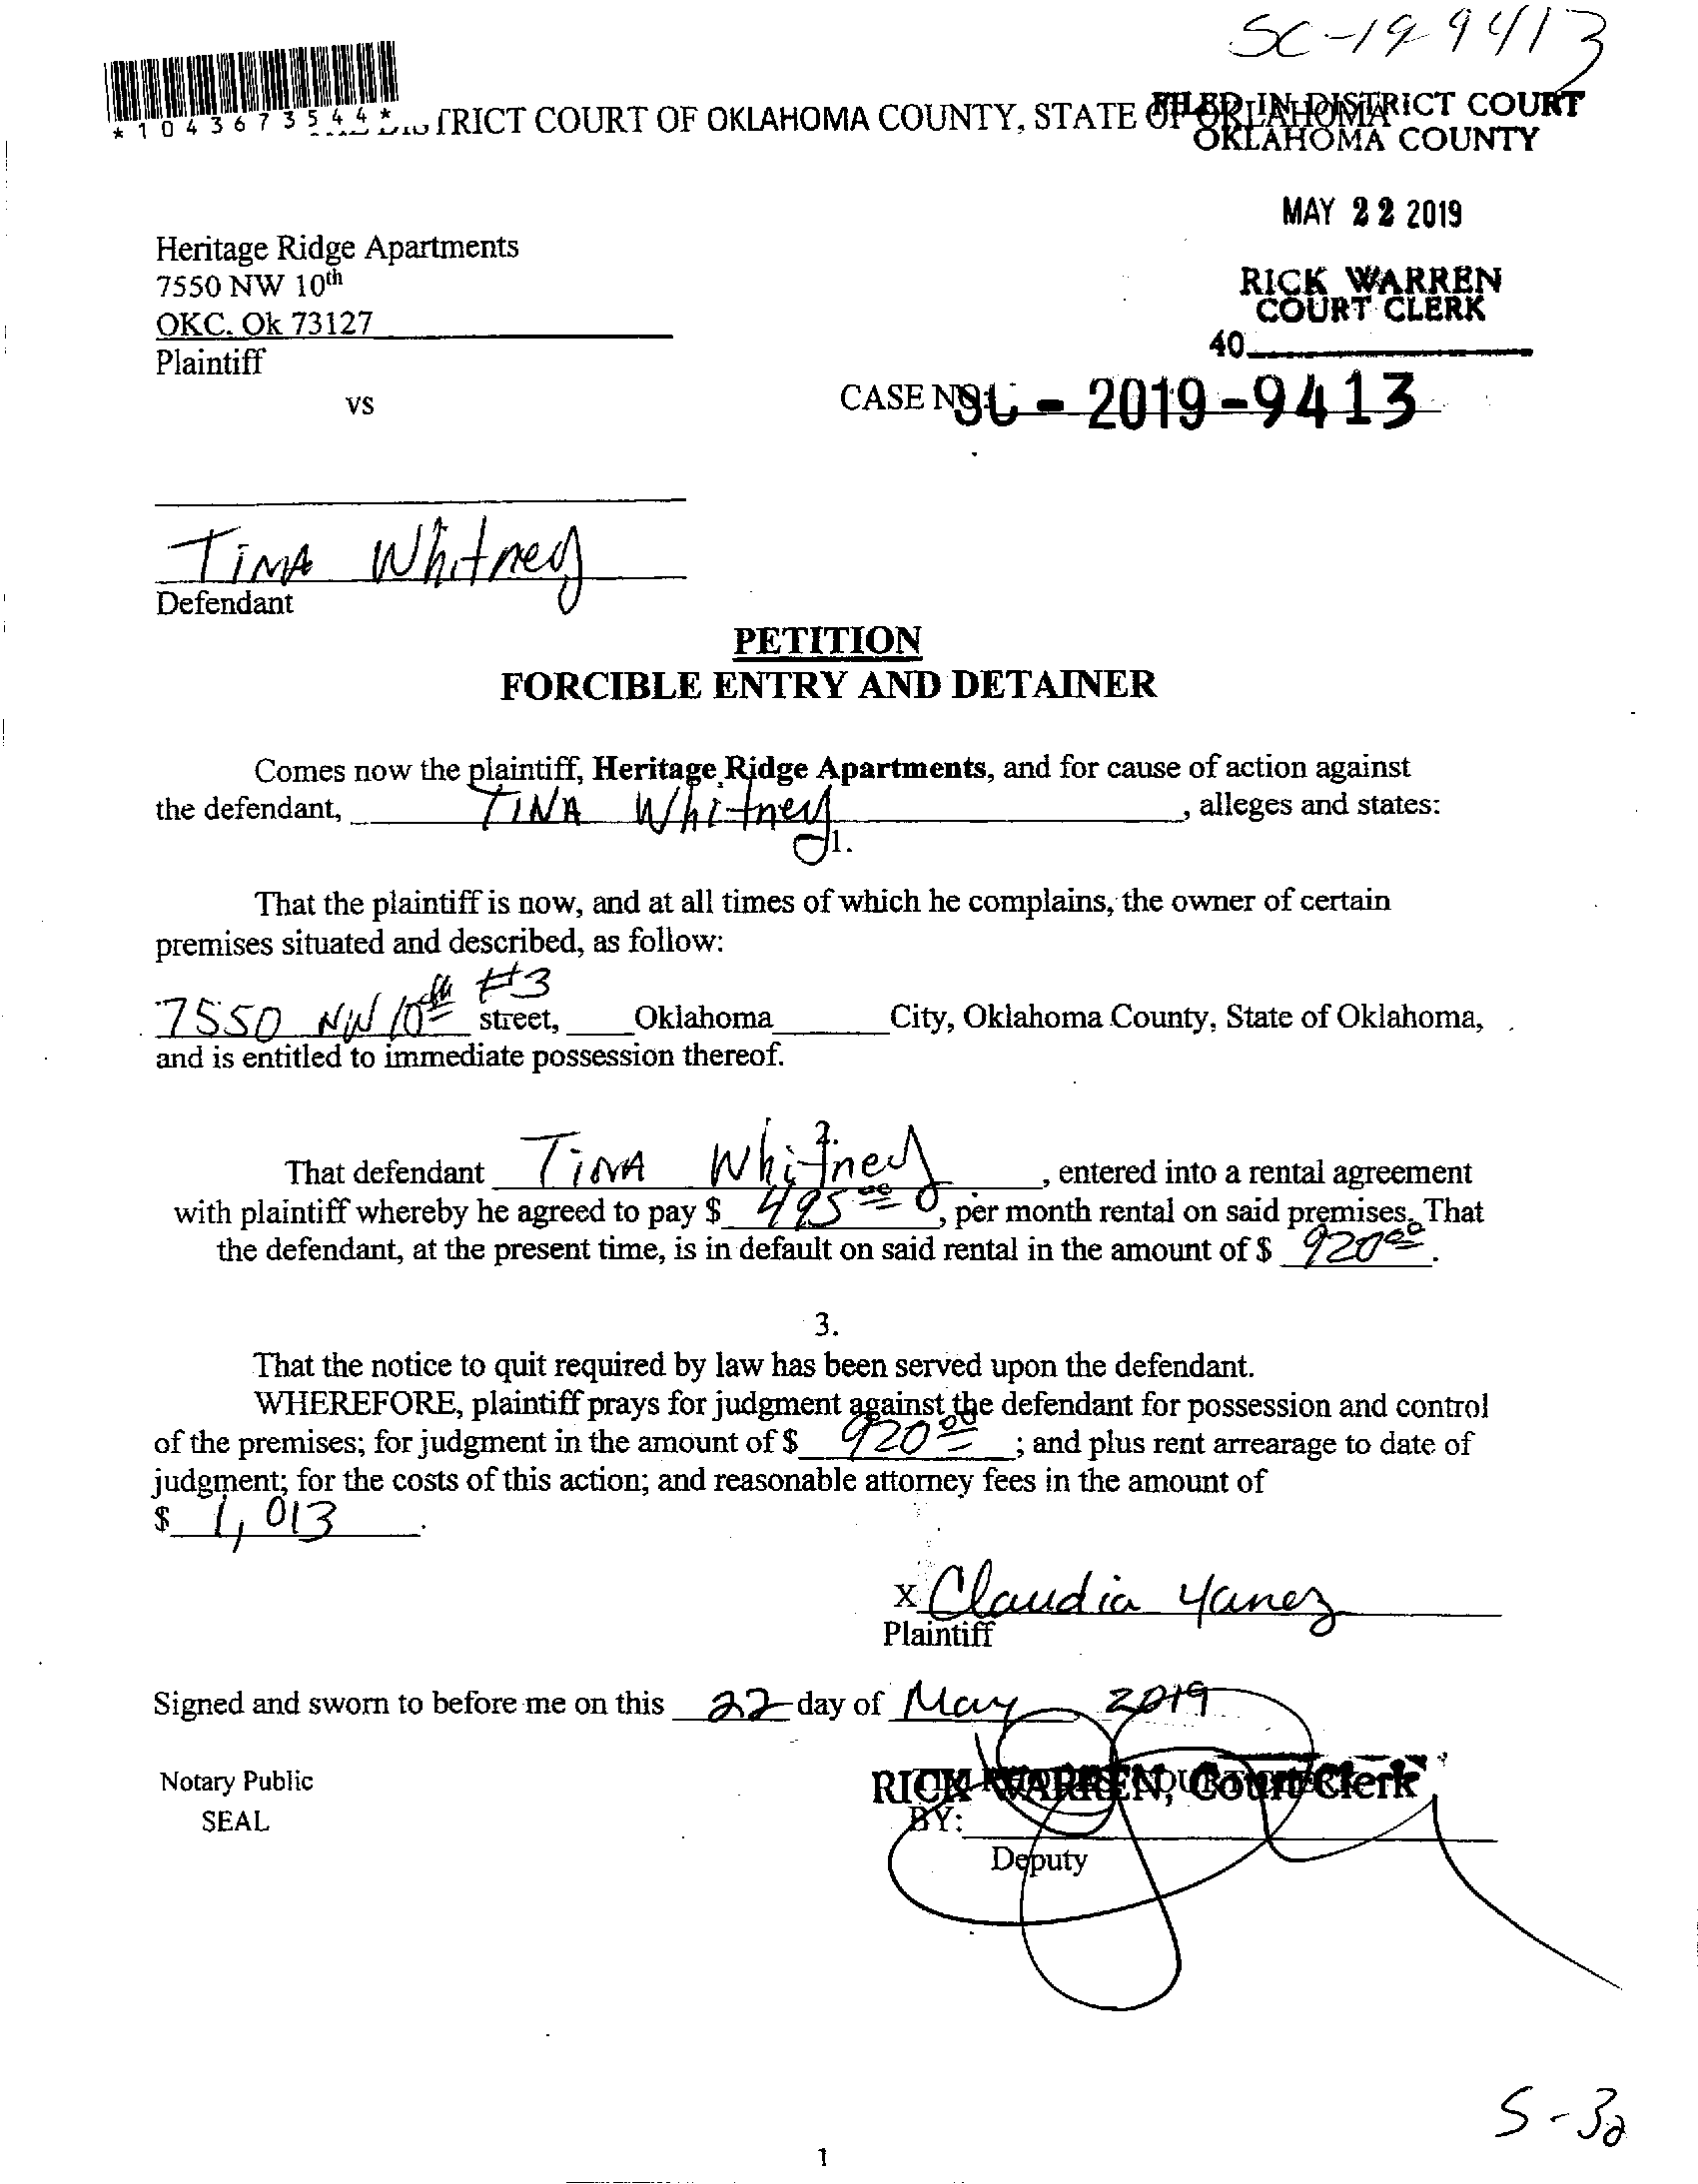 SC-19-9413
*1043673544*
TRICT COURT OF OKLAHOMA COUNTY, STATE OF OKLAHOMA
FILED IN DISTRICT COURT
OKLAHOMA COUNTY
MAY 22 2019
Heritage Ridge Apartments
7550 NW 10th
OKC. Ok 73127
Plaintiff
RICK WARREN
COURT CLERK
40
vs
CASE NO: SC - 2019-9413
Tina Whitney
Defendant
PETITION
FORCIBLE ENTRY AND DETAINER
Comes now the plaintiff, Heritage Ridge Apartments, and for cause of action against
the defendant, Tina Whitney, alleges and states:
1.
That the plaintiff is now, and at all times of which he complains, the owner of certain
premises situated and described, as follow:
7550 NW 10th #3 street, Oklahoma City, Oklahoma County, State of Oklahoma,
and is entitled to immediate possession thereof.
2.
That defendant Tina Whitney, entered into a rental agreement
with plaintiff whereby he agreed to pay $ 495.00, per month rental on said premises. That
the defendant, at the present time, is in default on said rental in the amount of $ 920.00.
3.
That the notice to quit required by law has been served upon the defendant.
WHEREFORE, plaintiff prays for judgment against the defendant for possession and control
of the premises; for judgment in the amount of $ 920.00; and plus rent arrearage to date of
judgment; for the costs of this action; and reasonable attorney fees in the amount of
$ 1,013.
x Claudia Yanez
Plaintiff
Signed and sworn to before me on this 22 day of May 2019
Notary Public
SEAL
RICK WARREN, Court Clerk
BY:
Deputy
5-30
1